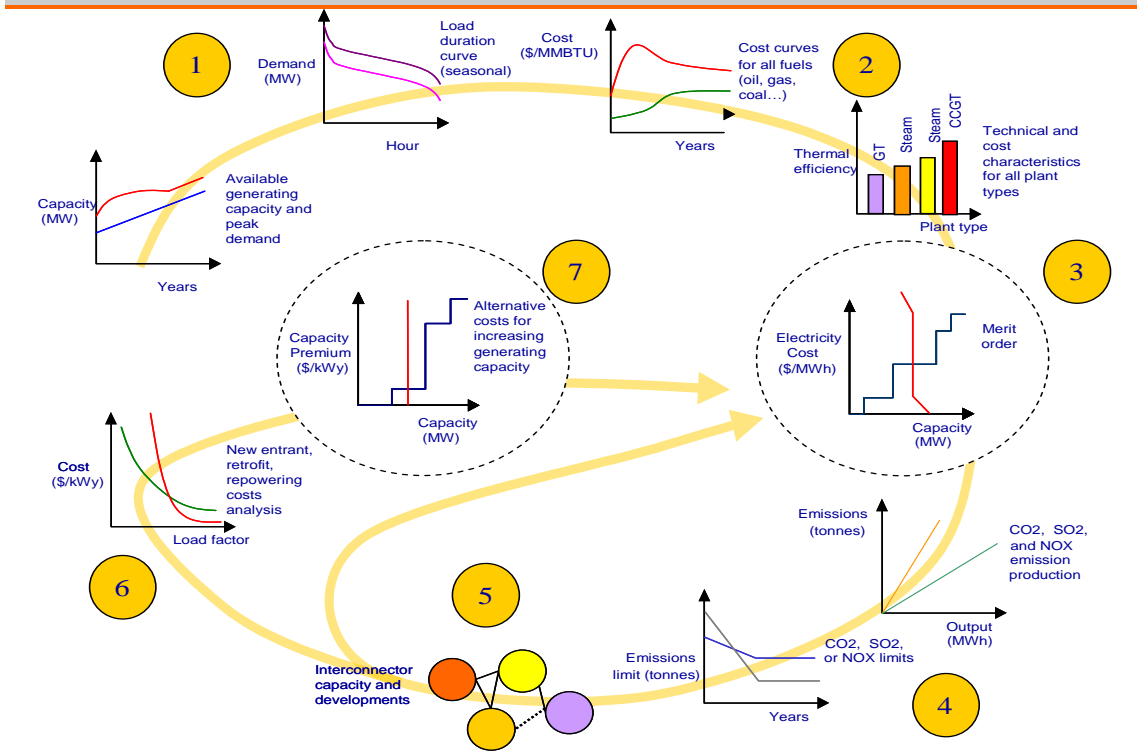 1
Demand
(MW)
Load
duration
curve
(seasonal)
Hour
Capacity
(MW)
Available
generating
capacity and
peak
demand
Years
Cost
($/MMBTU)
Cost curves
for all fuels
(oil, gas,
coal…)
Years
2
Thermal
efficiency
GT
Steam
Steam
CCGT
Technical and
cost
characteristics
for all plant
types
Plant type
3
Electricity
Cost
($/MWh)
Merit
order
Capacity
(MW)
Emissions
(tonnes)
CO2, SO2,
and NOX
emission
production
Output
(MWh)
4
Emissions
limit (tonnes)
CO2, SO2,
or NOX limits
Years
5
Interconnector
capacity and
developments
6
Cost
($/kWy)
New entrant,
retrofit,
repowering
costs
analysis
Load factor
7
Capacity
Premium
($/kWy)
Alternative
costs for
increasing
generating
capacity
Capacity
(MW)